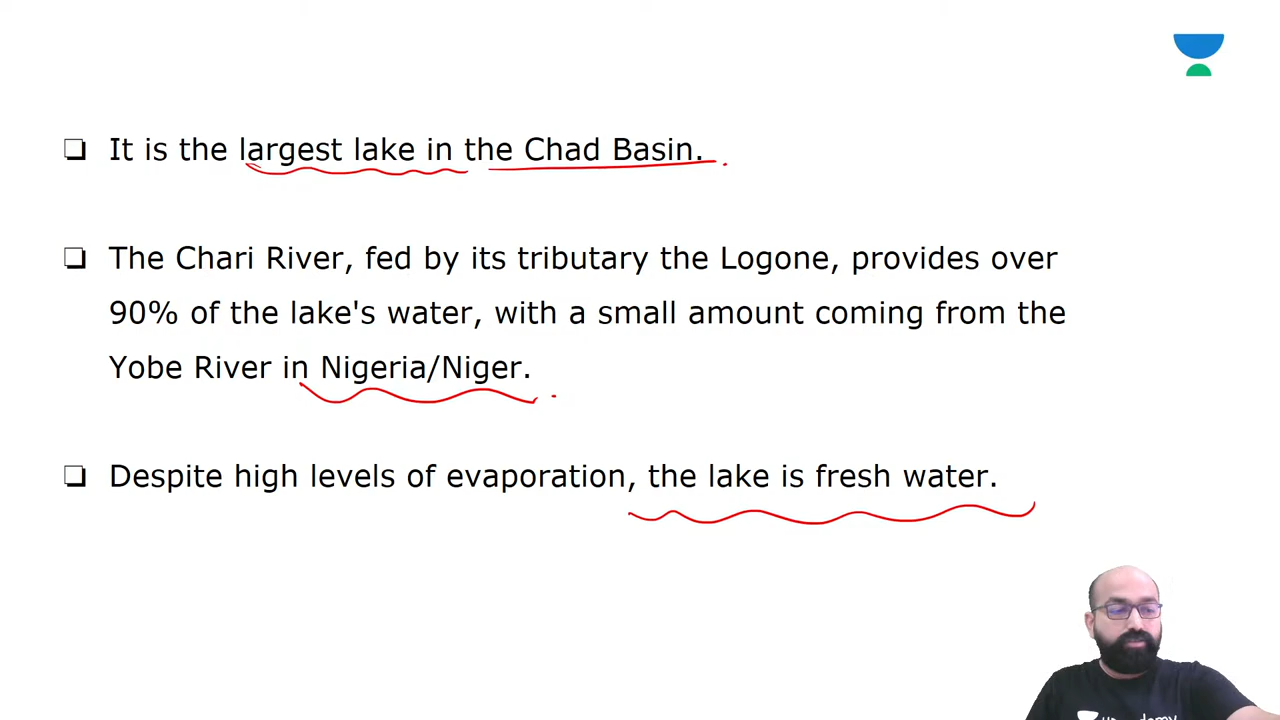 ❏ It is the largest lake in the Chad Basin.
❏ The Chari River, fed by its tributary the Logone, provides over
90% of the lake's water, with a small amount coming from the
Yobe River in Nigeria/Niger.
❏ Despite high levels of evaporation, the lake is fresh water.